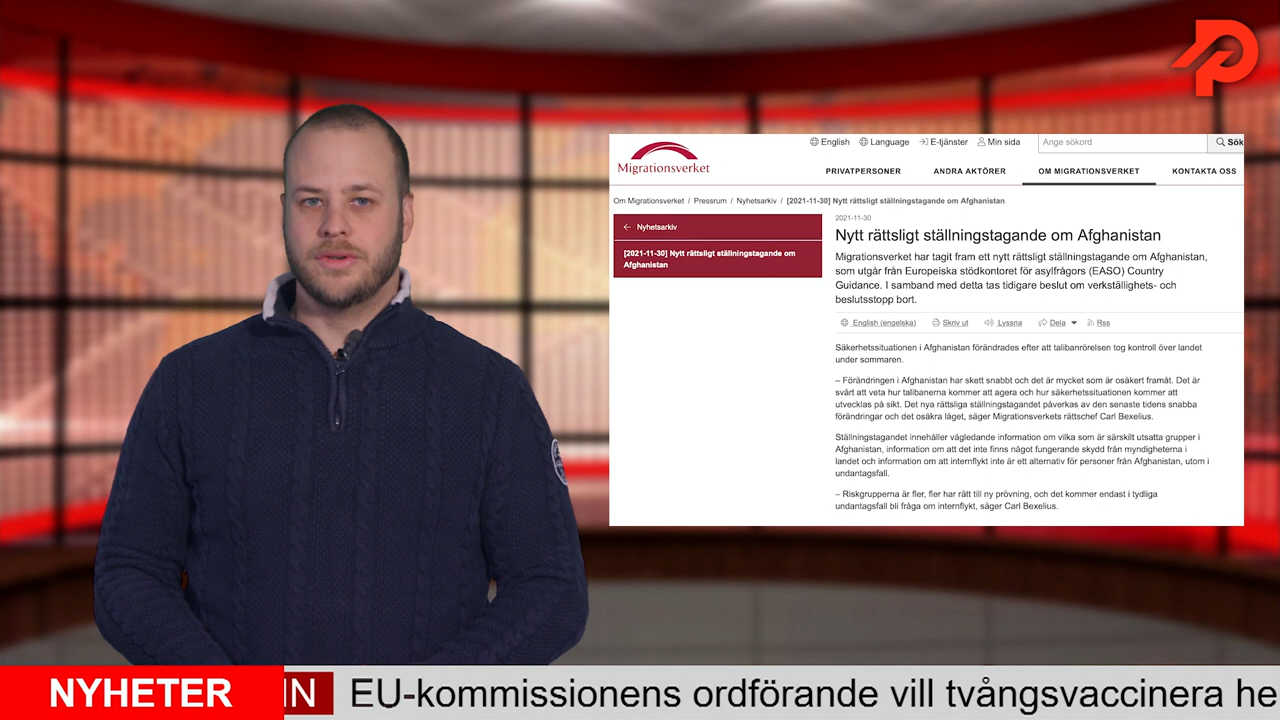 Migrationsverket
English Language E-tjänster Min sida Ange sökord Sök
PRIVATPERSONER ANDRA AKTÖRER OM MIGRATIONSVERKET KONTAKTA OSS
Om Migrationsverket / Pressrum / Nyhetsarkiv / [2021-11-30] Nytt rättsligt ställningstagande om Afghanistan
Nyhetsarkiv
[2021-11-30] Nytt rättsligt ställningstagande om
Afghanistan
2021-11-30
Nytt rättsligt ställningstagande om Afghanistan
Migrationsverket har tagit fram ett nytt rättsligt ställningstagande om Afghanistan,
som utgår från Europeiska stödkontoret för asylfrågors (EASO) Country
Guidance. I samband med detta tas tidigare beslut om verkställighets- och
beslutsstopp bort.
English (engelska) Skriv ut Lyssna Dela Rss
Säkerhetssituationen i Afghanistan förändrades efter att talibanrörelsen tog kontroll över landet
under sommaren.
– Förändringen i Afghanistan har skett snabbt och det är mycket som är osäkert framåt. Det är
svårt att veta hur talibanerna kommer att agera och hur säkerhetssituationen kommer att
utvecklas på sikt. Det nya rättsliga ställningstagandet påverkas av den senaste tidens snabba
förändringar och det osäkra läget, säger Migrationsverkets rättschef Carl Bexelius.
Ställningstagandet innehåller vägledande information om vilka som är särskilt utsatta grupper i
Afghanistan, information om att det inte finns något fungerande skydd från myndigheterna i
landet och information om att internflykt inte är ett alternativ för personer från Afghanistan, utom i
undantagsfall.
– Riskgrupperna är fler, fler har rätt till ny prövning, och det kommer endast i tydliga
undantagsfall bli fråga om internflykt, säger Carl Bexelius.
NYHETER IN EU-kommissionens ordförande vill tvångsvaccinera he